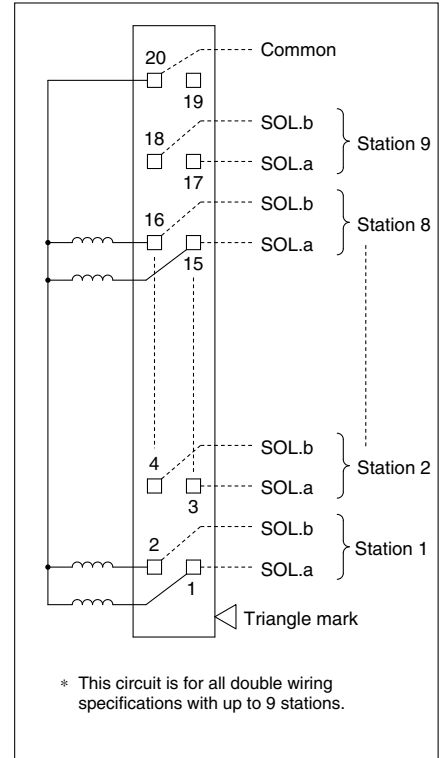 20 Common
19
18 SOL.b
Station 9
17 SOL.a
16 SOL.b
Station 8
15 SOL.a
4 SOL.b
Station 2
3 SOL.a
2 SOL.b
Station 1
1 SOL.a
Triangle mark
* This circuit is for all double wiring
specifications with up to 9 stations.